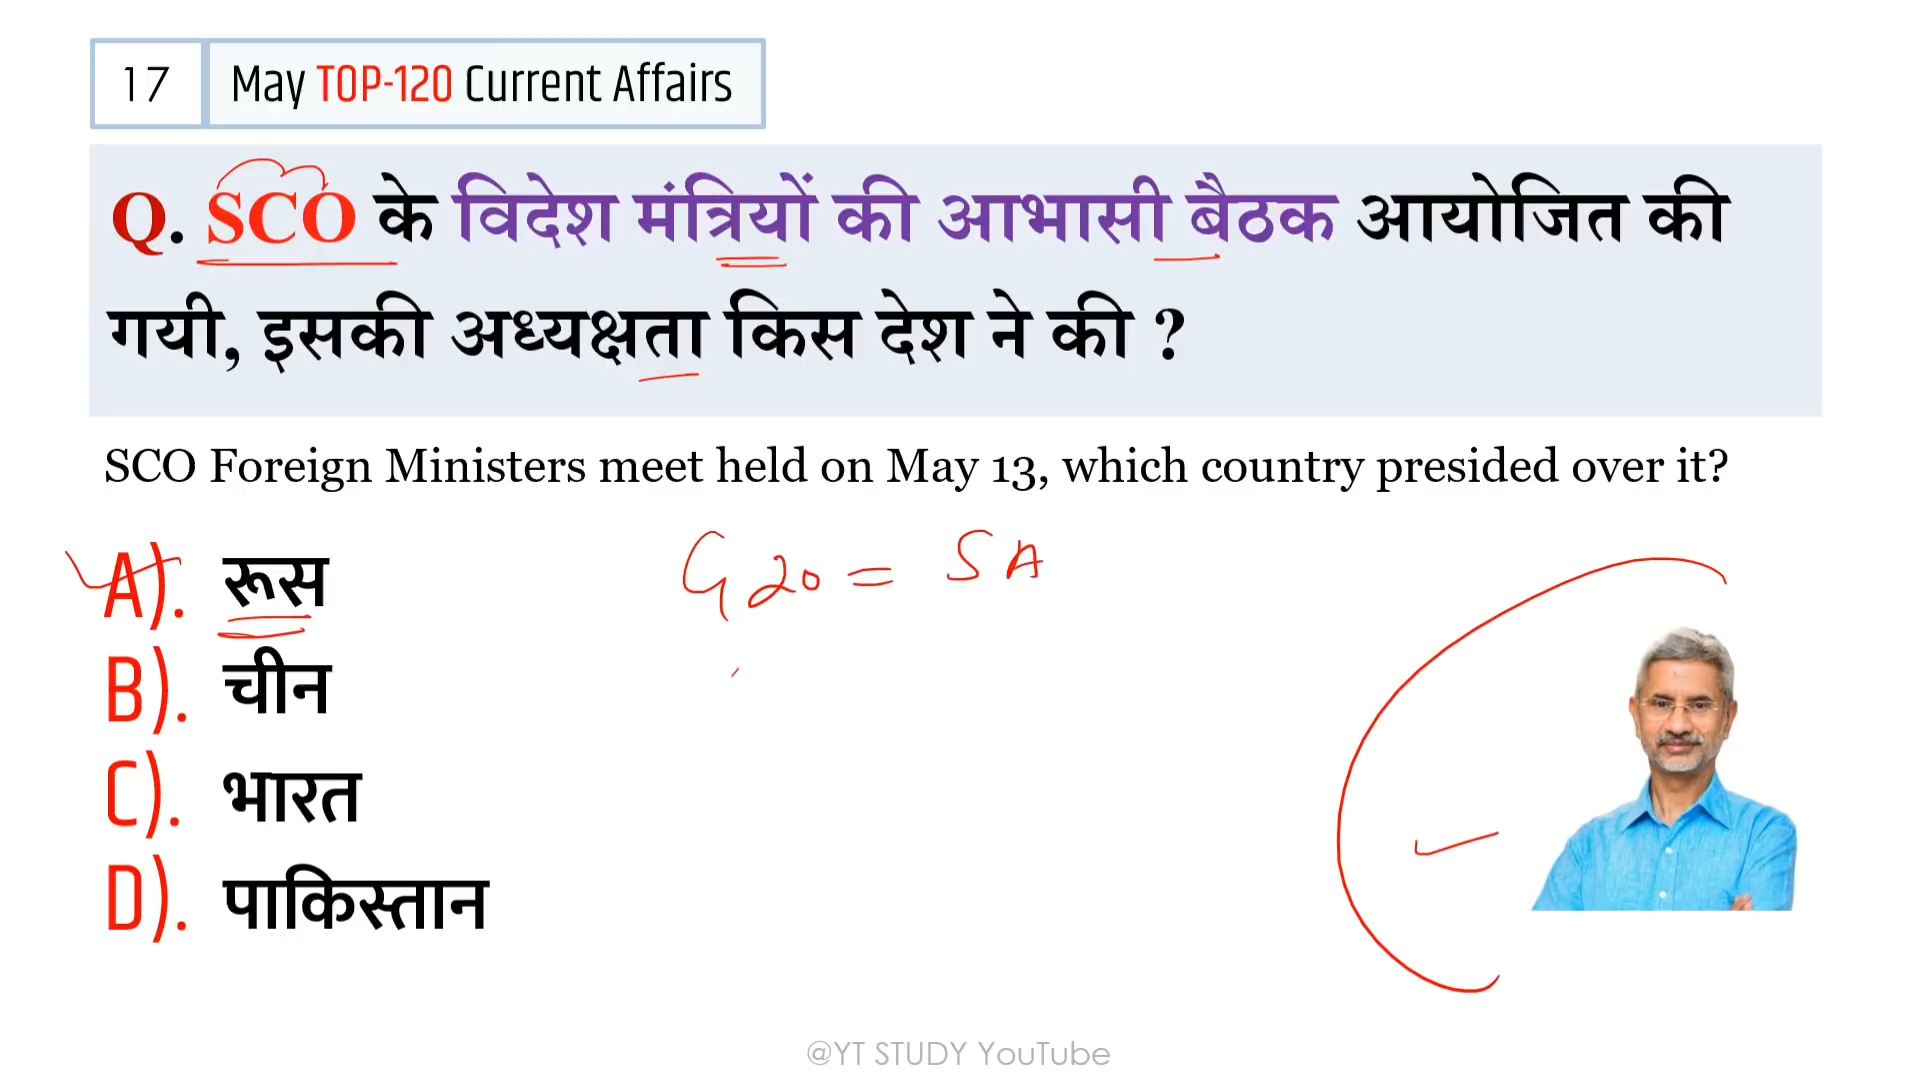 17
May TOP-120 Current Affairs
Q. SCO के विदेश मंत्रियों की आभासी बैठक आयोजित की
गयी, इसकी अध्यक्षता किस देश ने की ?
SCO Foreign Ministers meet held on May 13, which country presided over it?
G20 = SA
A). रूस
B). चीन
C). भारत
D). पाकिस्तान
@YT STUDY YouTube